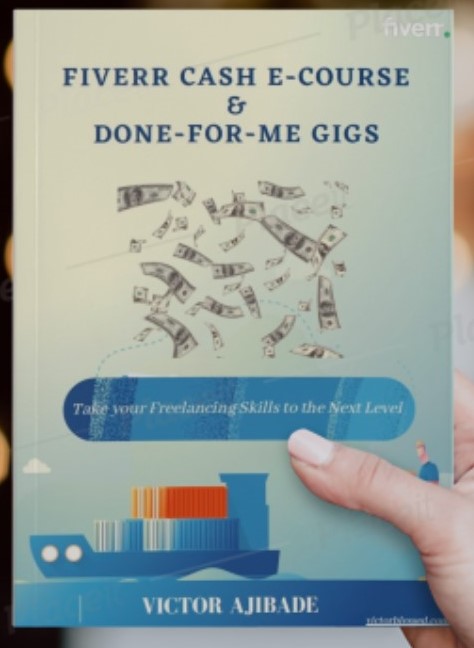 fiverr.
FIVERR CASH E-COURSE
&
DONE-FOR-ME GIGS
Take your Freelancing Skills to the Next Level
VICTOR AJIBADE